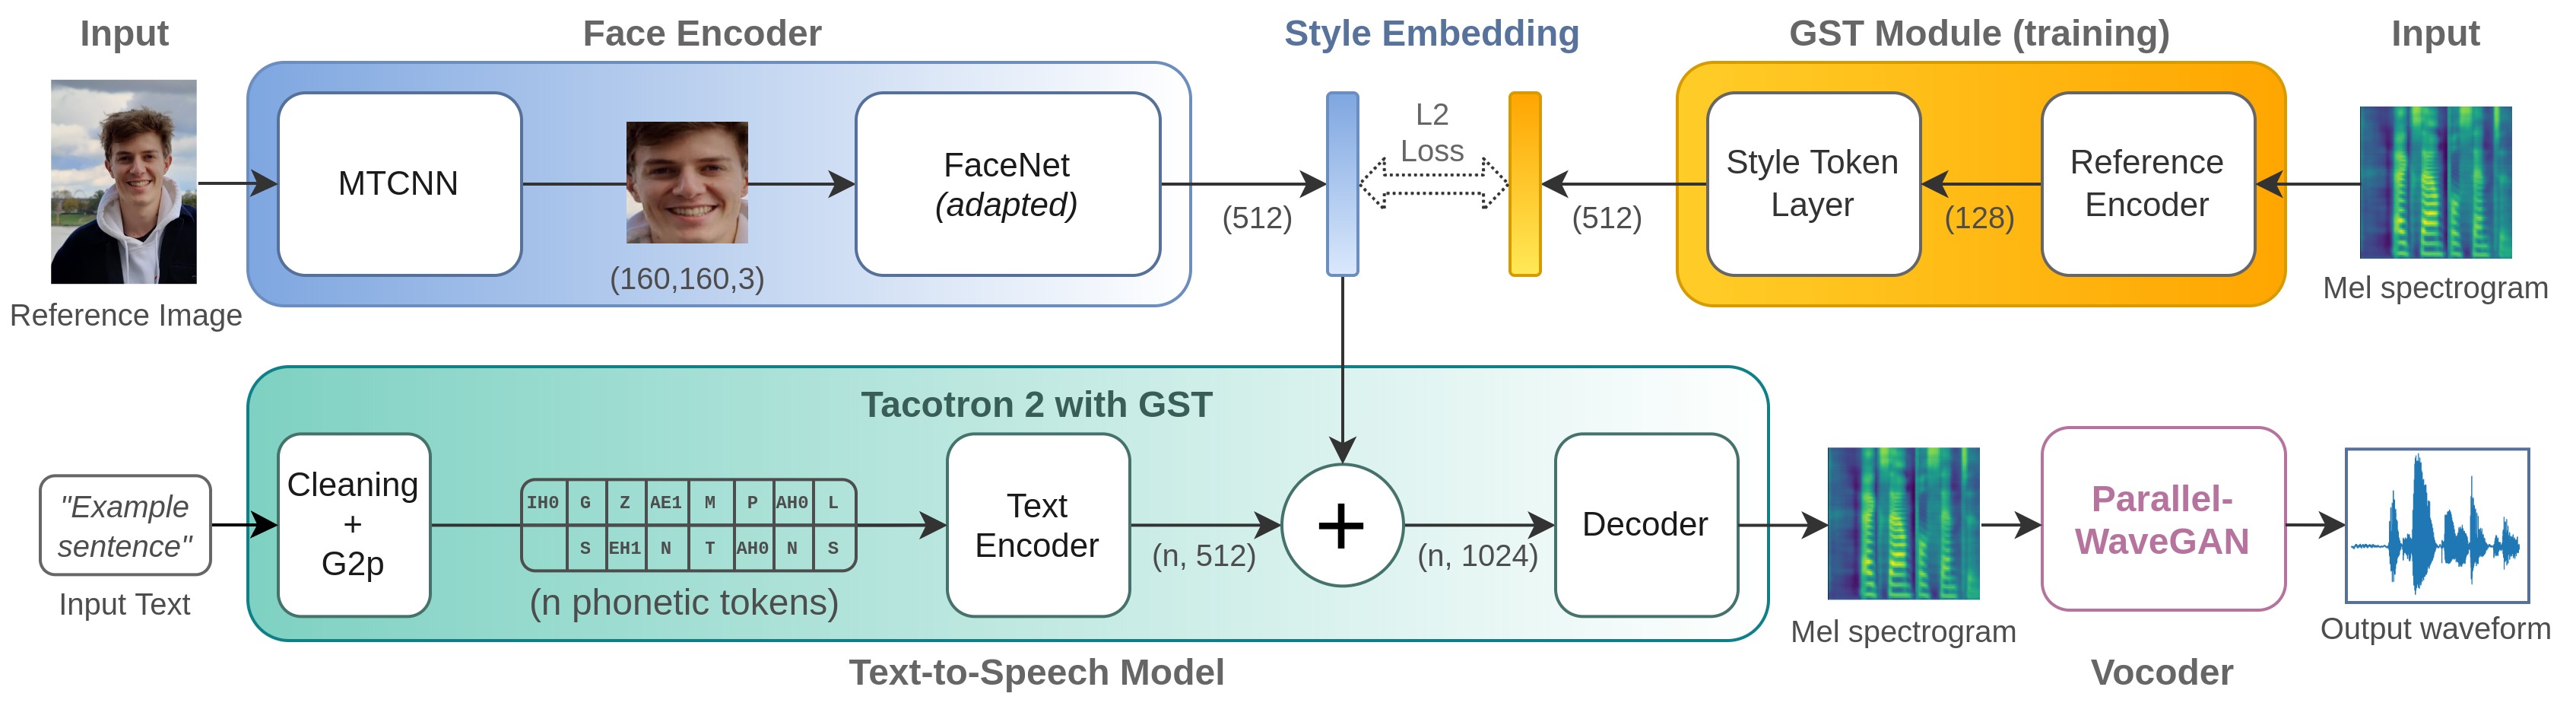 Input
Face Encoder
Style Embedding
GST Module (training)
Input
MTCNN
FaceNet
(adapted)
L2
Loss
Style Token
Layer
Reference
Encoder
(160,160,3)
(512)
(512)
(128)
Reference Image
Mel spectrogram
Tacotron 2 with GST
"Example
sentence"
Input Text
Cleaning
+
G2p
IH0 G Z AE1 M P AH0 L
S EH1 N T AH0 N S
(n phonetic tokens)
Text
Encoder
(n, 512)
+
(n, 1024)
Decoder
Mel spectrogram
Parallel-
WaveGAN
Output waveform
Text-to-Speech Model
Vocoder